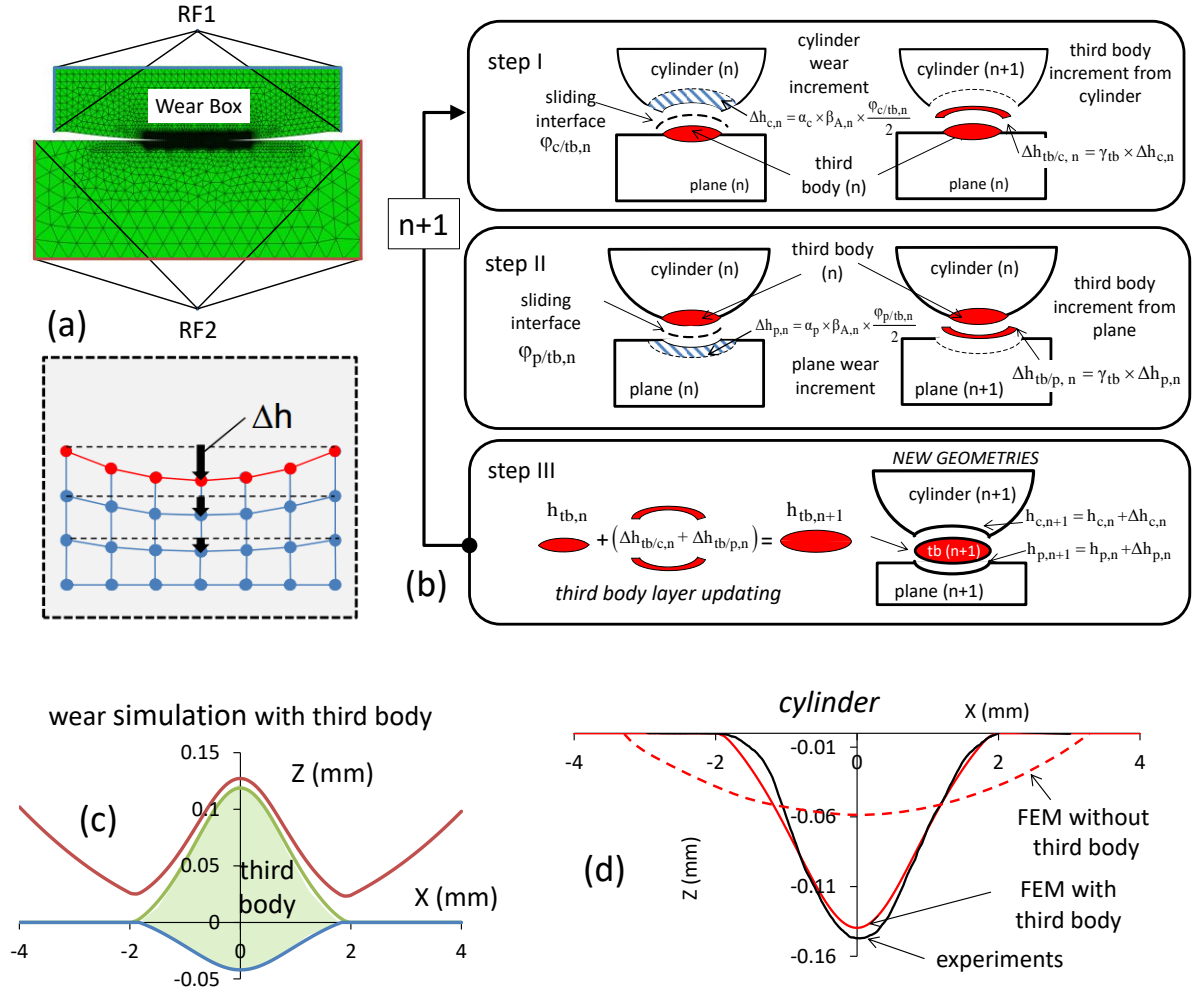 RF1
Wear Box
(a)
RF2
Δh
n+1
(b)
step I
cylinder (n)
cylinder
wear
increment
cylinder (n+1)
third body
increment from
cylinder
sliding
interface
φc/tb,n
Δhc,n = αc × βA,n × φc/tb,n / 2
third
body (n)
plane (n)
plane (n)
Δhtb/c, n = γtb × Δhc,n
step II
cylinder (n)
third body
(n)
cylinder (n)
third body
increment from
plane
sliding
interface
φp/tb,n
Δhp,n = αp × βA,n × φp/tb,n / 2
plane wear
increment
plane (n)
plane (n+1)
Δhtb/p, n = γtb × Δhp,n
step III
NEW GEOMETRIES
cylinder (n+1)
htb,n
+ (Δhtb/c,n + Δhtb/p,n) =
htb,n+1
third body layer updating
hc,n+1 = hc,n + Δhc,n
tb (n+1)
hp,n+1 = hp,n + Δhp,n
plane (n+1)
wear simulation with third body
0.15
Z (mm)
0.1
(c)
0.05
third
body
X (mm)
0
-4
-2
0
2
4
-0.05
cylinder
X (mm)
-0.01
-4
-2
0
2
4
-0.06
FEM without
third body
(d)
Z (mm)
-0.11
FEM with
third body
-0.16
experiments